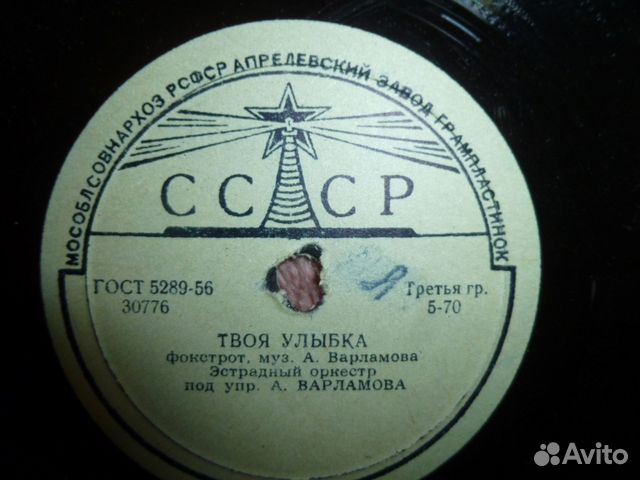 МОСОБЛСОВНАРХОЗ РСФСР АПРЕЛЕВСКИЙ ЗАВОД ГРАМПЛАСТИНОК
СССР
ГОСТ 5289-56
30776
Третья гр.
5-70
ТВОЯ УЛЫБКА
фокстрот, муз. А. Варламова
Эстрадный оркестр
под упр. А. ВАРЛАМОВА
Avito